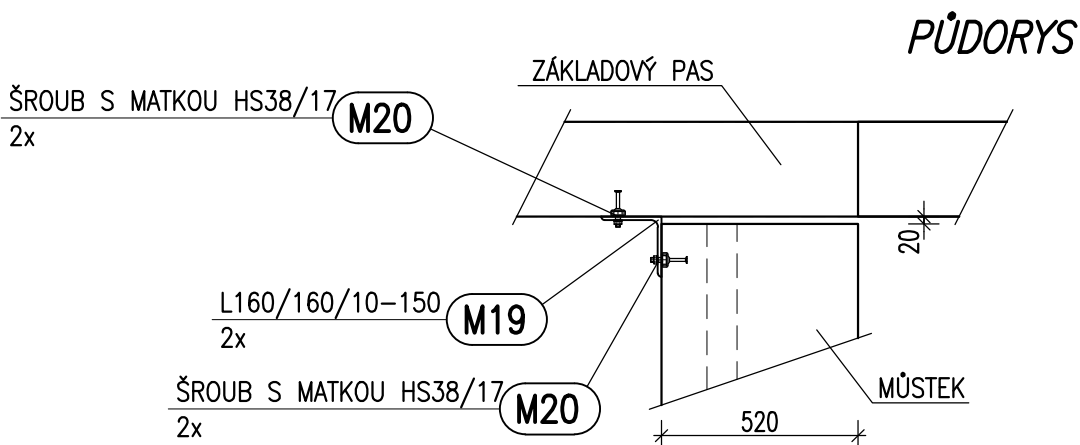 PŮDORYS
ZÁKLADOVÝ PAS
ŠROUB S MATKOU HS38/17
2x
M20
20
L160/160/10-150
2x
M19
ŠROUB S MATKOU HS38/17
2x
M20
MŮSTEK
520